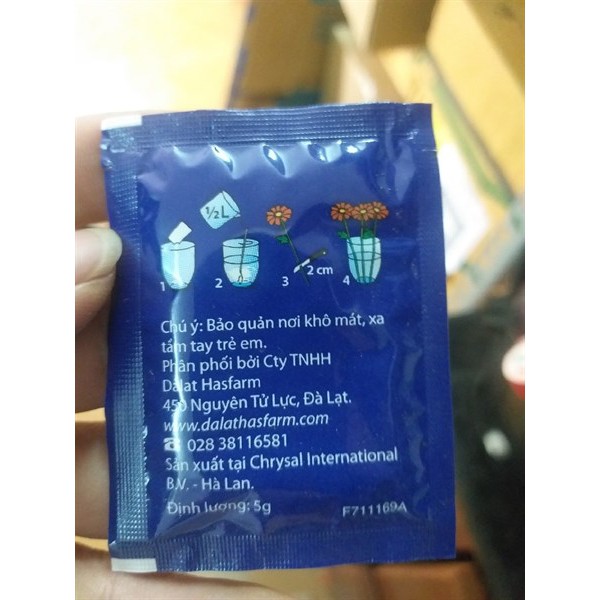 ½L
1
2
3
2 cm
4
Chú ý: Bảo quản nơi khô mát, xa
tầm tay trẻ em.
Phân phối bởi Cty TNHH
Dalat Hasfarm
450 Nguyên Tử Lực, Đà Lạt.
www.dalathasfarm.com
☎ 028 38116581
Sản xuất tại Chrysal International
B.V. - Hà Lan.
Định lượng: 5g
F711169A